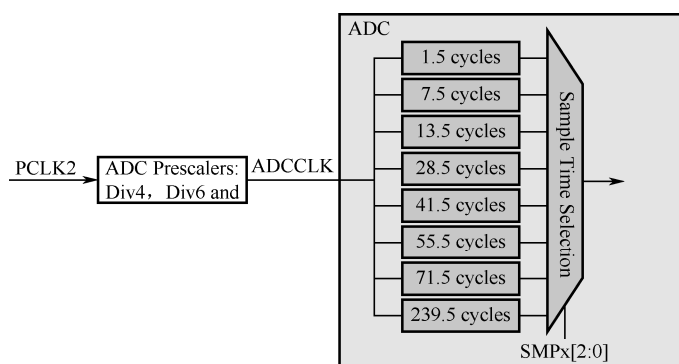 ADC
1.5 cycles
7.5 cycles
13.5 cycles
28.5 cycles
41.5 cycles
55.5 cycles
71.5 cycles
239.5 cycles
Sample Time Selection
PCLK2
ADC Prescalers:
Div4，Div6 and
ADCCLK
SMPx[2:0]